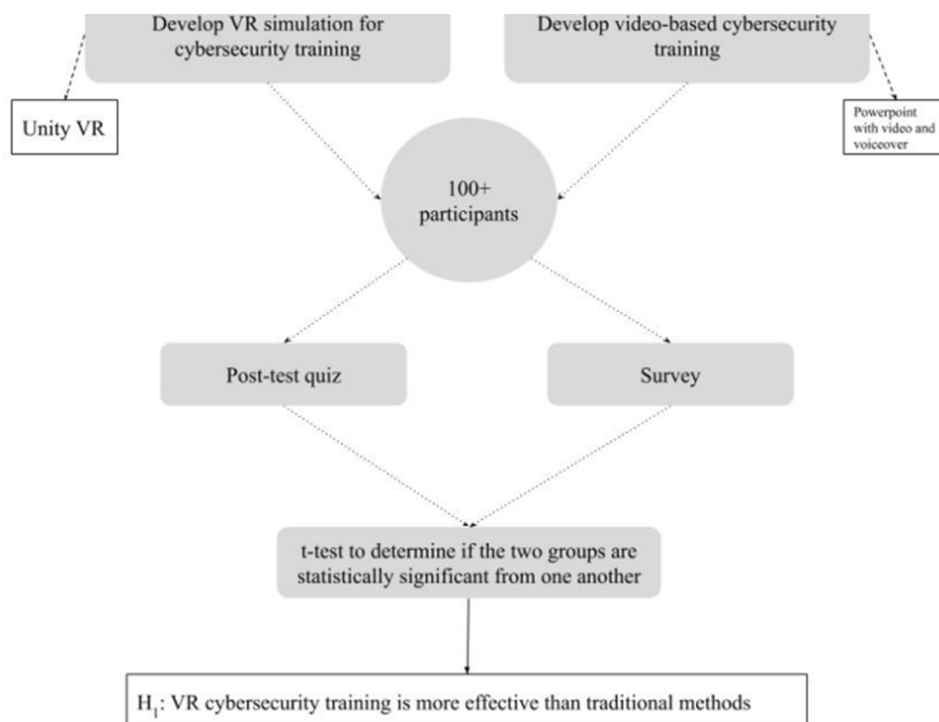 Develop VR simulation for
cybersecurity training
Develop video-based cybersecurity
training
Unity VR
Powerpoint
with video and
voiceover
100+
participants
Post-test quiz
Survey
t-test to determine if the two groups are
statistically significant from one another
H₁: VR cybersecurity training is more effective than traditional methods